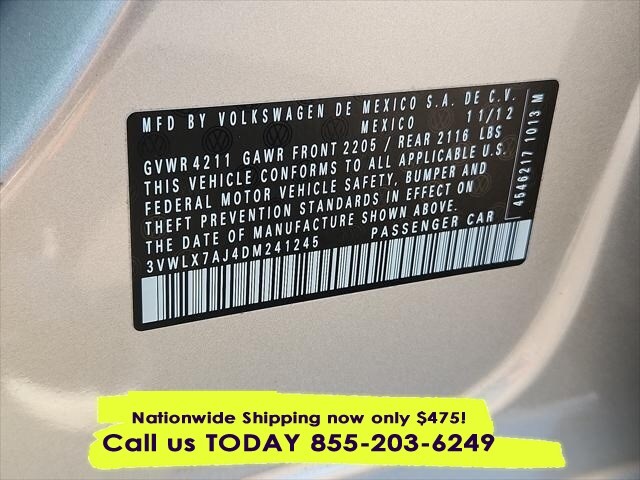 MFD BY VOLKSWAGEN DE MEXICO S.A. DE C.V.
MEXICO 11/12
GVWR 4211 GAWR FRONT 2205 / REAR 2116 LBS
THIS VEHICLE CONFORMS TO ALL APPLICABLE U.S.
FEDERAL MOTOR VEHICLE SAFETY, BUMPER AND
THEFT PREVENTION STANDARDS IN EFFECT ON
THE DATE OF MANUFACTURE SHOWN ABOVE.
3VWLX7AJ4DM241245 PASSENGER CAR
4546217 1013 M
Nationwide Shipping now only $475!
Call us TODAY 855-203-6249